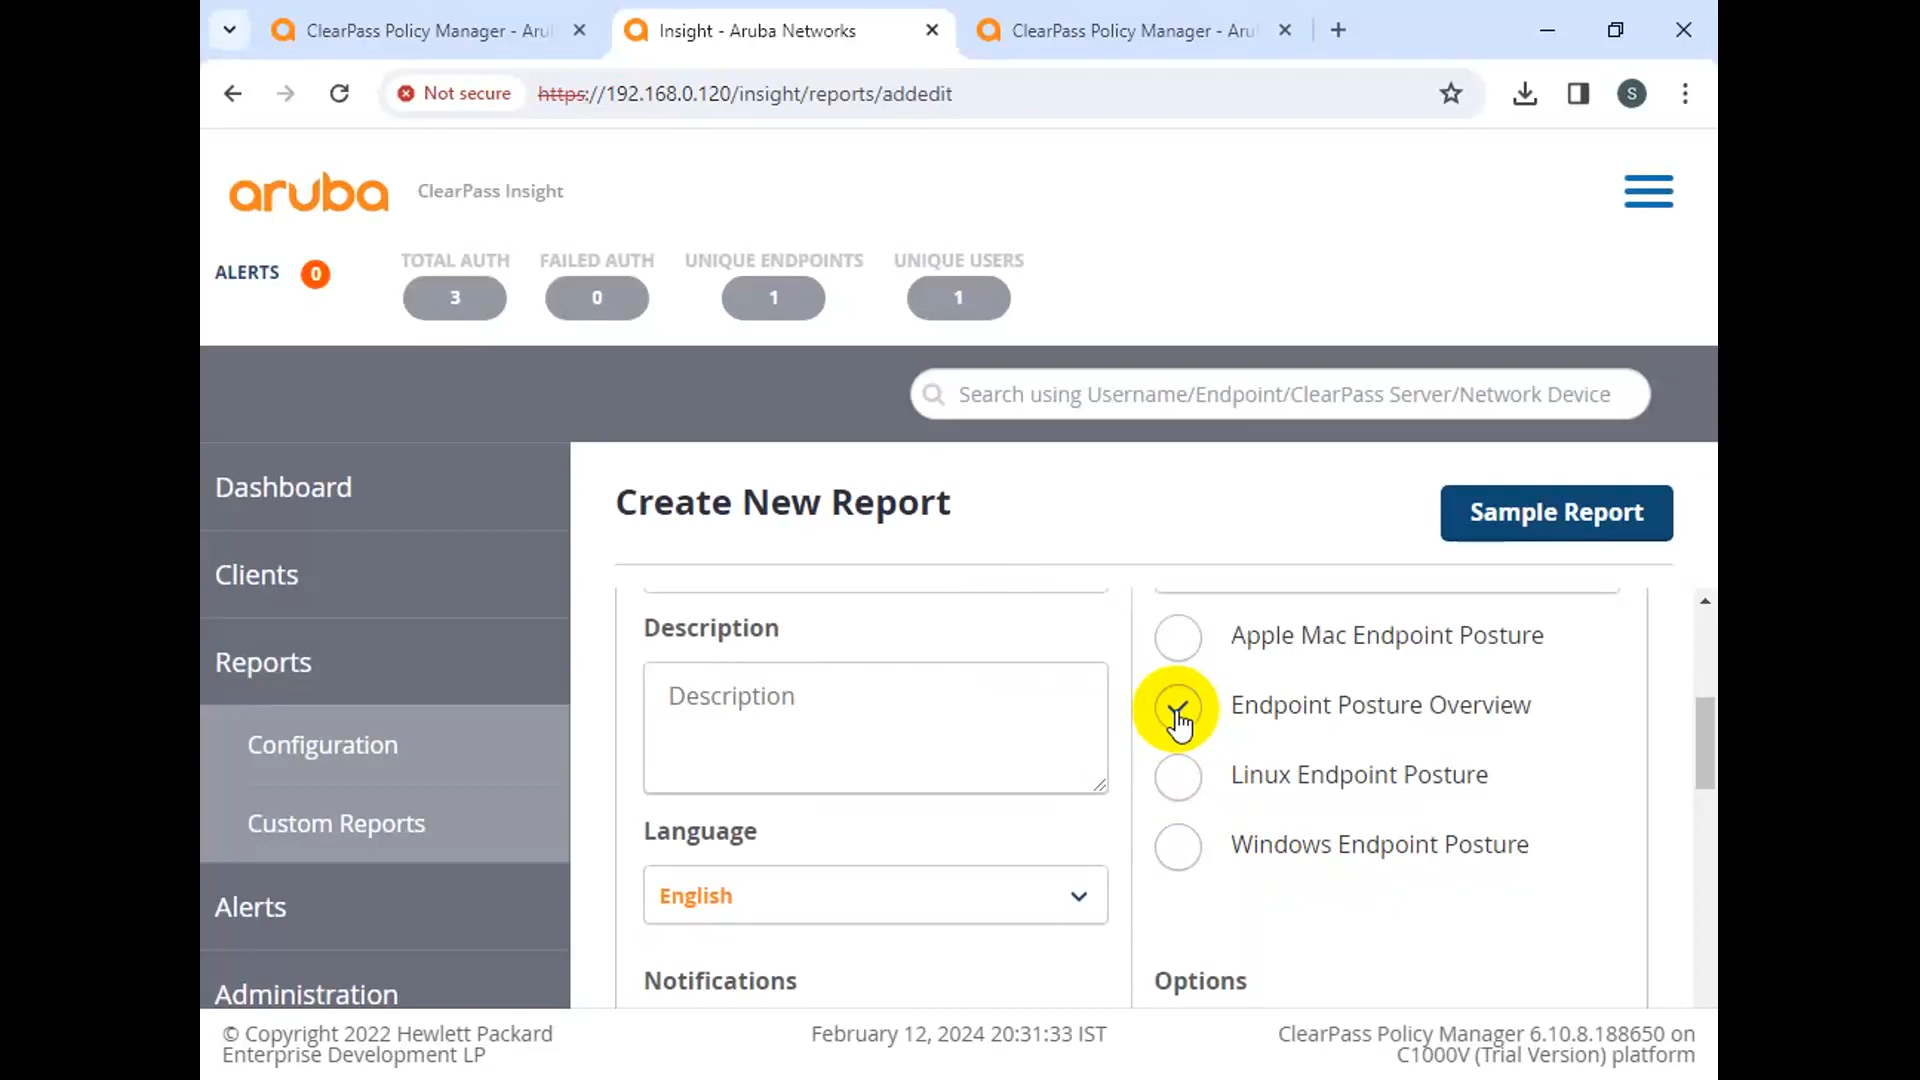 ClearPass Policy Manager - Aru
Insight - Aruba Networks
ClearPass Policy Manager - Aru
Not secure
https://192.168.0.120/insight/reports/addedit
S
aruba
ClearPass Insight
ALERTS 0
TOTAL AUTH
3
FAILED AUTH
0
UNIQUE ENDPOINTS
1
UNIQUE USERS
1
Search using Username/Endpoint/ClearPass Server/Network Device
Dashboard
Clients
Reports
Configuration
Custom Reports
Alerts
Administration
Create New Report
Sample Report
Description
Description
Language
English
Notifications
Apple Mac Endpoint Posture
Endpoint Posture Overview
Linux Endpoint Posture
Windows Endpoint Posture
Options
© Copyright 2022 Hewlett Packard
Enterprise Development LP
February 12, 2024 20:31:33 IST
ClearPass Policy Manager 6.10.8.188650 on
C1000V (Trial Version) platform